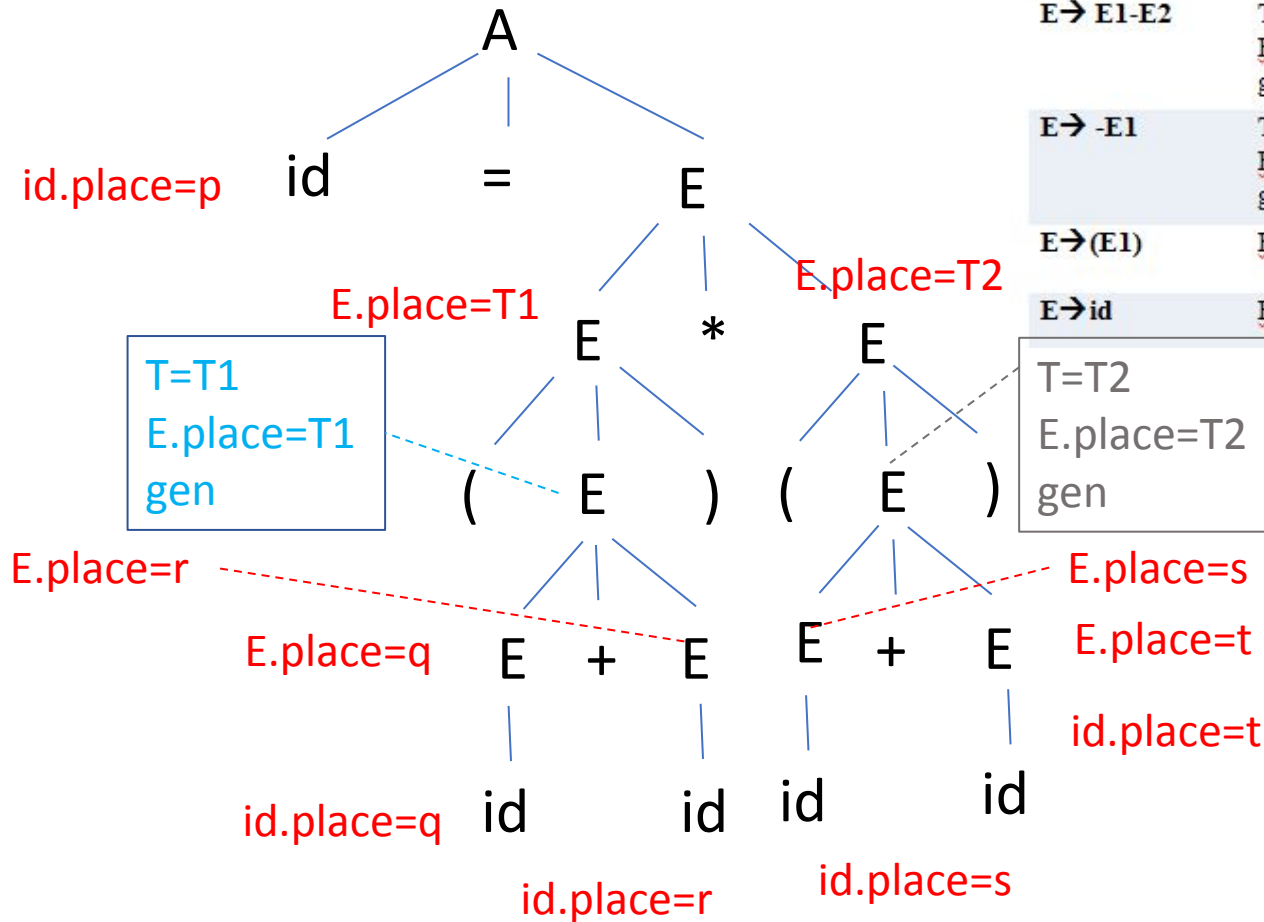 A
E→ E1-E2
E→ -E1
E→(E1)
E→id
id.place=p id = E
E.place=T1 E.place=T2
E * E
T=T1
E.place=T1
gen
T=T2
E.place=T2
gen
( E ) ( E )
E.place=r E.place=s
E.place=q E + E E + E E.place=t
id.place=t
id.place=q id id id id
id.place=r id.place=s